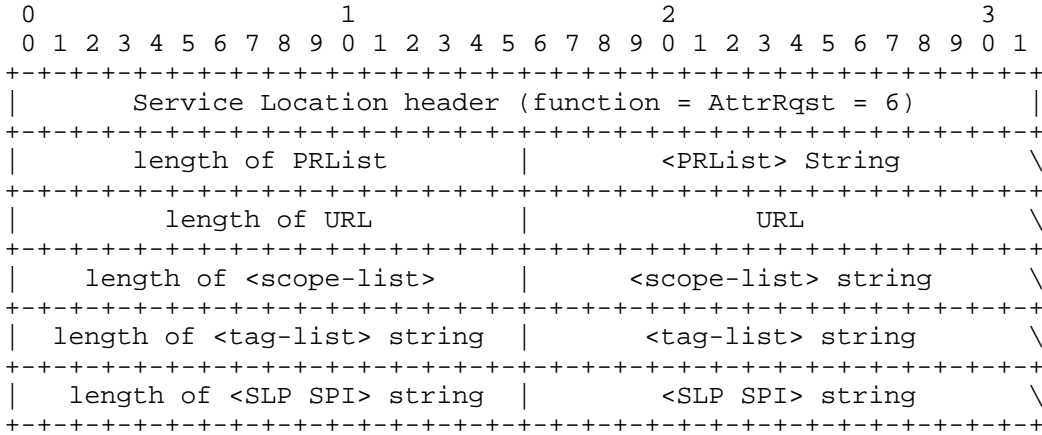 0                   1                   2                   3
 0 1 2 3 4 5 6 7 8 9 0 1 2 3 4 5 6 7 8 9 0 1 2 3 4 5 6 7 8 9 0 1
+-+-+-+-+-+-+-+-+-+-+-+-+-+-+-+-+-+-+-+-+-+-+-+-+-+-+-+-+-+-+-+-+
|       Service Location header (function = AttrRqst = 6)       |
+-+-+-+-+-+-+-+-+-+-+-+-+-+-+-+-+-+-+-+-+-+-+-+-+-+-+-+-+-+-+-+-+
|       length of PRList        |        <PRList> String        \
+-+-+-+-+-+-+-+-+-+-+-+-+-+-+-+-+-+-+-+-+-+-+-+-+-+-+-+-+-+-+-+-+
|         length of URL         |              URL              \
+-+-+-+-+-+-+-+-+-+-+-+-+-+-+-+-+-+-+-+-+-+-+-+-+-+-+-+-+-+-+-+-+
|    length of <scope-list>     |      <scope-list> string      \
+-+-+-+-+-+-+-+-+-+-+-+-+-+-+-+-+-+-+-+-+-+-+-+-+-+-+-+-+-+-+-+-+
|  length of <tag-list> string  |       <tag-list> string       \
+-+-+-+-+-+-+-+-+-+-+-+-+-+-+-+-+-+-+-+-+-+-+-+-+-+-+-+-+-+-+-+-+
|   length of <SLP SPI> string  |        <SLP SPI> string       \
+-+-+-+-+-+-+-+-+-+-+-+-+-+-+-+-+-+-+-+-+-+-+-+-+-+-+-+-+-+-+-+-+